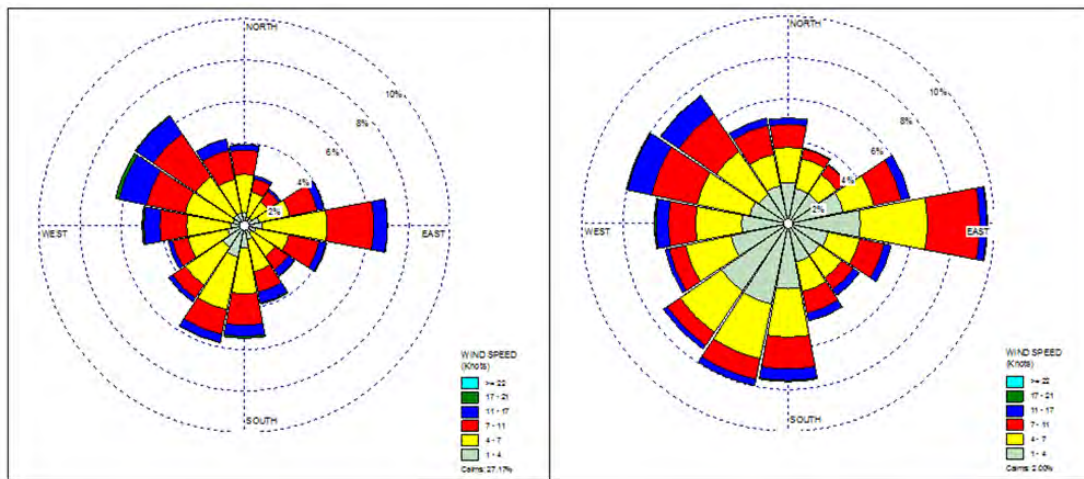 NORTH
10%
8%
6%
4%
2%
WEST
EAST
SOUTH
WIND SPEED
(Knots)
>= 22
17 - 21
11 - 17
7 - 11
4 - 7
1 - 4
Calms: 27.17%
NORTH
10%
8%
6%
4%
2%
WEST
EAST
SOUTH
WIND SPEED
(Knots)
>= 22
17 - 21
11 - 17
7 - 11
4 - 7
1 - 4
Calms: 2.00%